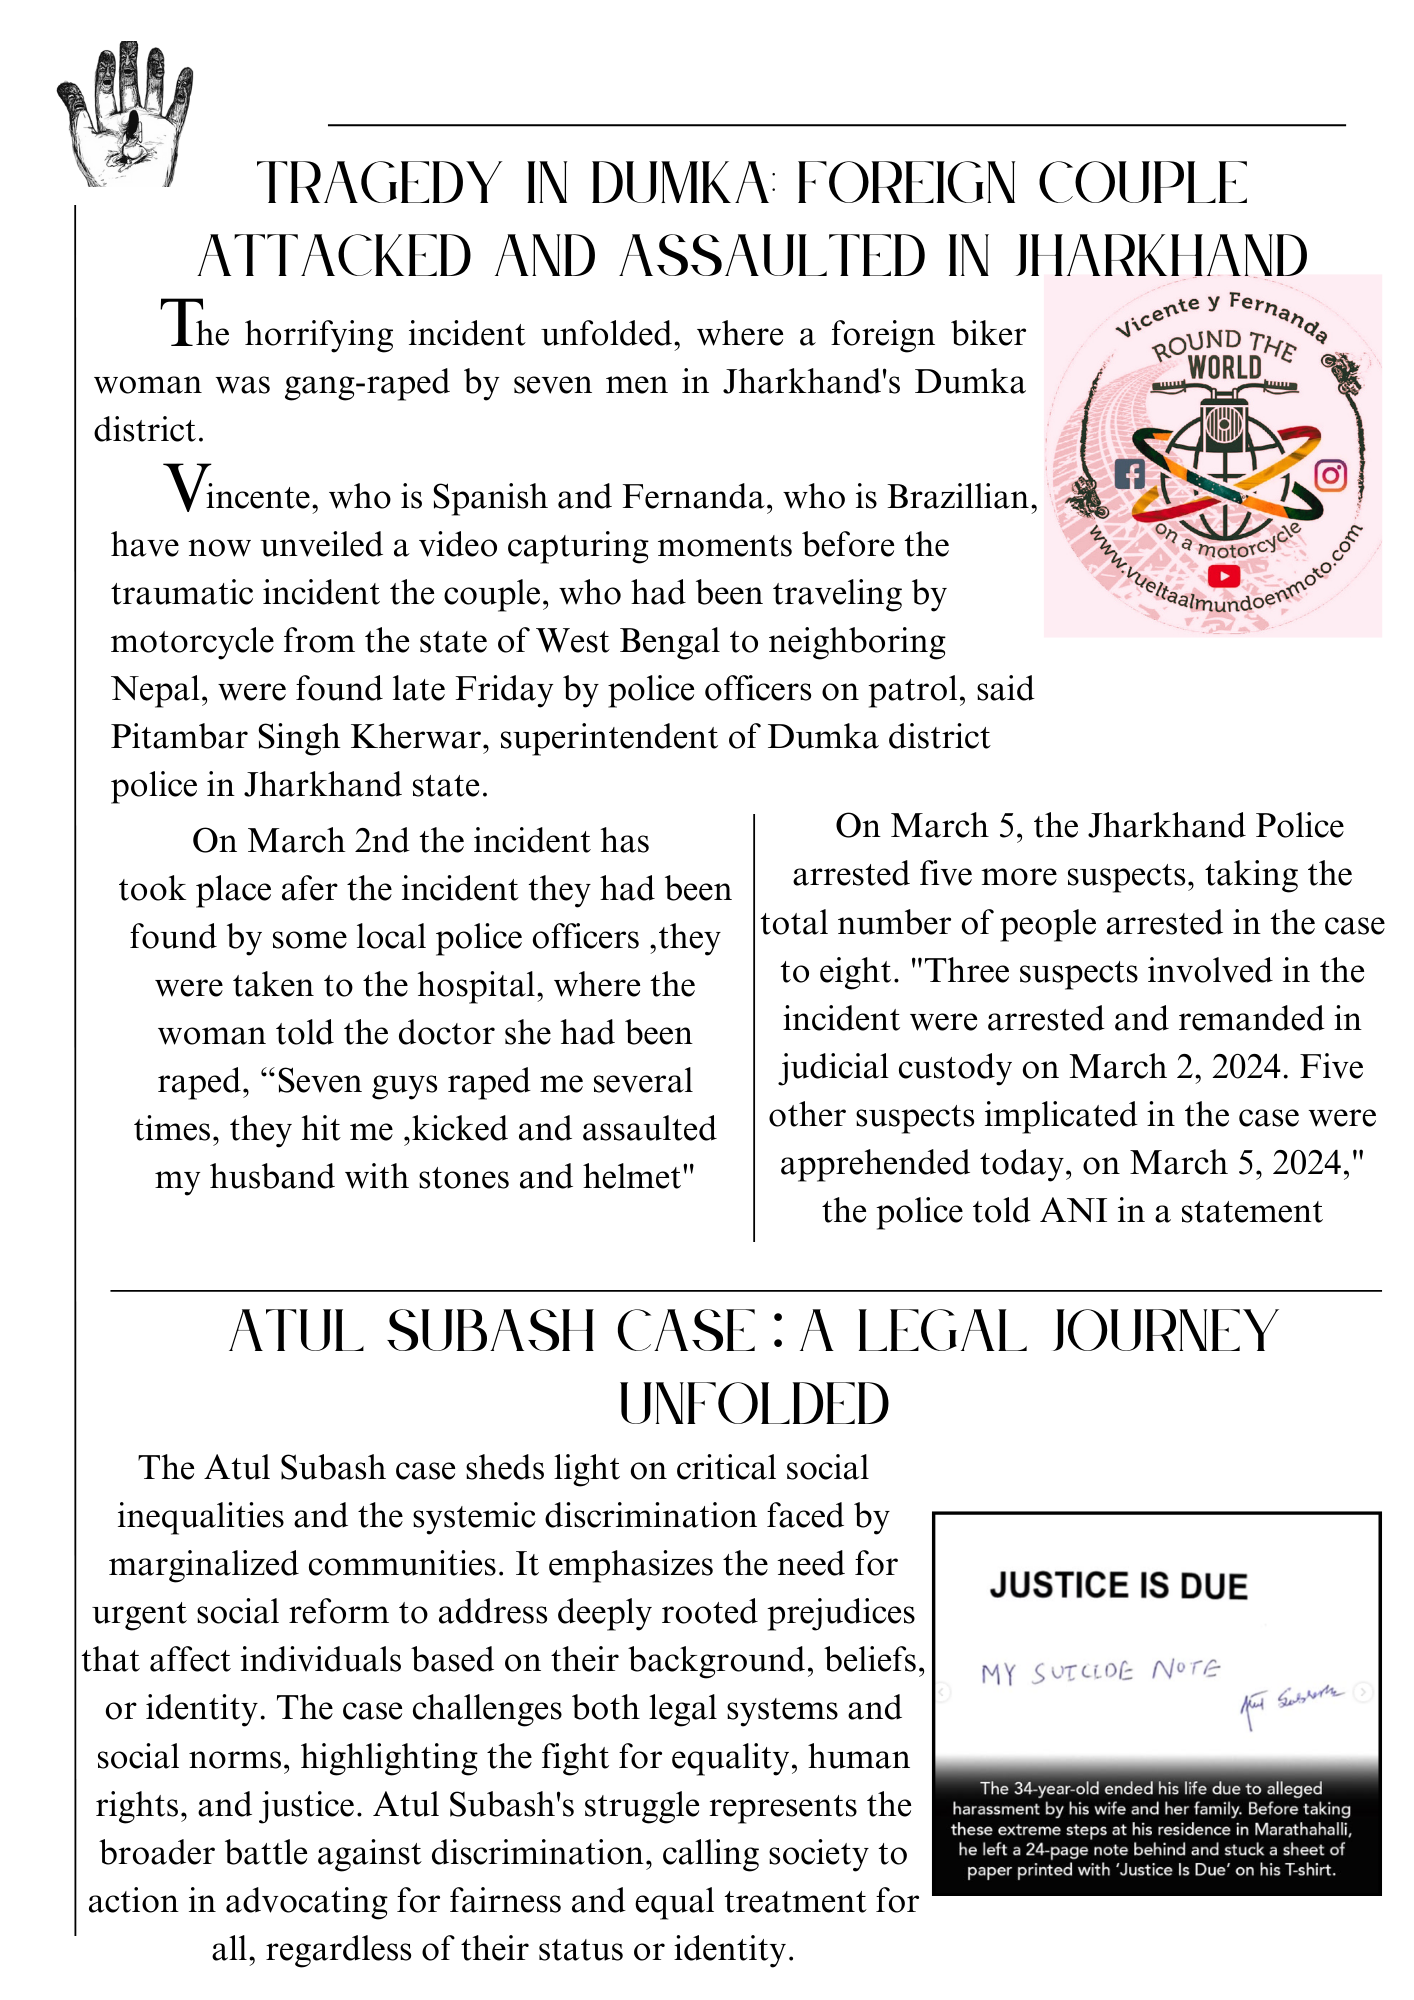 TRAGEDY IN DUMKA: FOREIGN COUPLE
ATTACKED AND ASSAULTED IN JHARKHAND
The horrifying incident unfolded, where a foreign biker
woman was gang-raped by seven men in Jharkhand's Dumka
district.
Vincente, who is Spanish and Fernanda, who is Brazillian,
have now unveiled a video capturing moments before the
traumatic incident the couple, who had been traveling by
motorcycle from the state of West Bengal to neighboring
Nepal, were found late Friday by police officers on patrol, said
Pitambar Singh Kherwar, superintendent of Dumka district
police in Jharkhand state.
Vicente y Fernanda
ROUND THE
WORLD
on a motorcycle
www.vueltaalmundoenmoto.com
On March 2nd the incident has
took place afer the incident they had been
found by some local police officers ,they
were taken to the hospital, where the
woman told the doctor she had been
raped, “Seven guys raped me several
times, they hit me ,kicked and assaulted
my husband with stones and helmet"
On March 5, the Jharkhand Police
arrested five more suspects, taking the
total number of people arrested in the case
to eight. "Three suspects involved in the
incident were arrested and remanded in
judicial custody on March 2, 2024. Five
other suspects implicated in the case were
apprehended today, on March 5, 2024,"
the police told ANI in a statement
ATUL SUBASH CASE : A LEGAL JOURNEY
UNFOLDED
The Atul Subash case sheds light on critical social
inequalities and the systemic discrimination faced by
marginalized communities. It emphasizes the need for
urgent social reform to address deeply rooted prejudices
that affect individuals based on their background, beliefs,
or identity. The case challenges both legal systems and
social norms, highlighting the fight for equality, human
rights, and justice. Atul Subash's struggle represents the
broader battle against discrimination, calling society to
action in advocating for fairness and equal treatment for
all, regardless of their status or identity.
JUSTICE IS DUE
MY SUICIDE NOTE
Atul Subhash
The 34-year-old ended his life due to alleged
harassment by his wife and her family. Before taking
these extreme steps at his residence in Marathahalli,
he left a 24-page note behind and stuck a sheet of
paper printed with ‘Justice Is Due’ on his T-shirt.